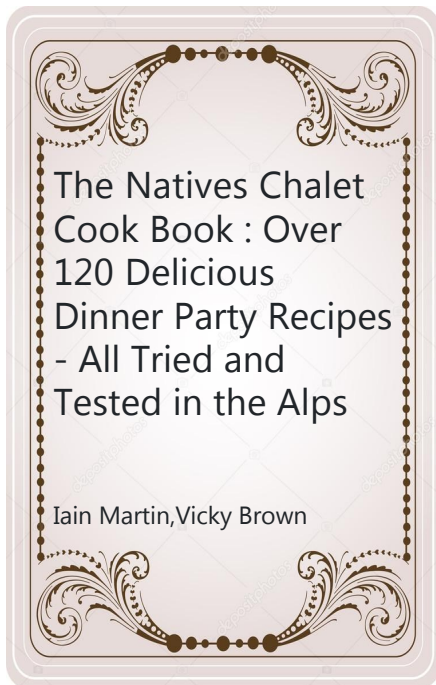 The Natives Chalet
Cook Book : Over
120 Delicious
Dinner Party Recipes
- All Tried and
Tested in the Alps
Iain Martin,Vicky Brown